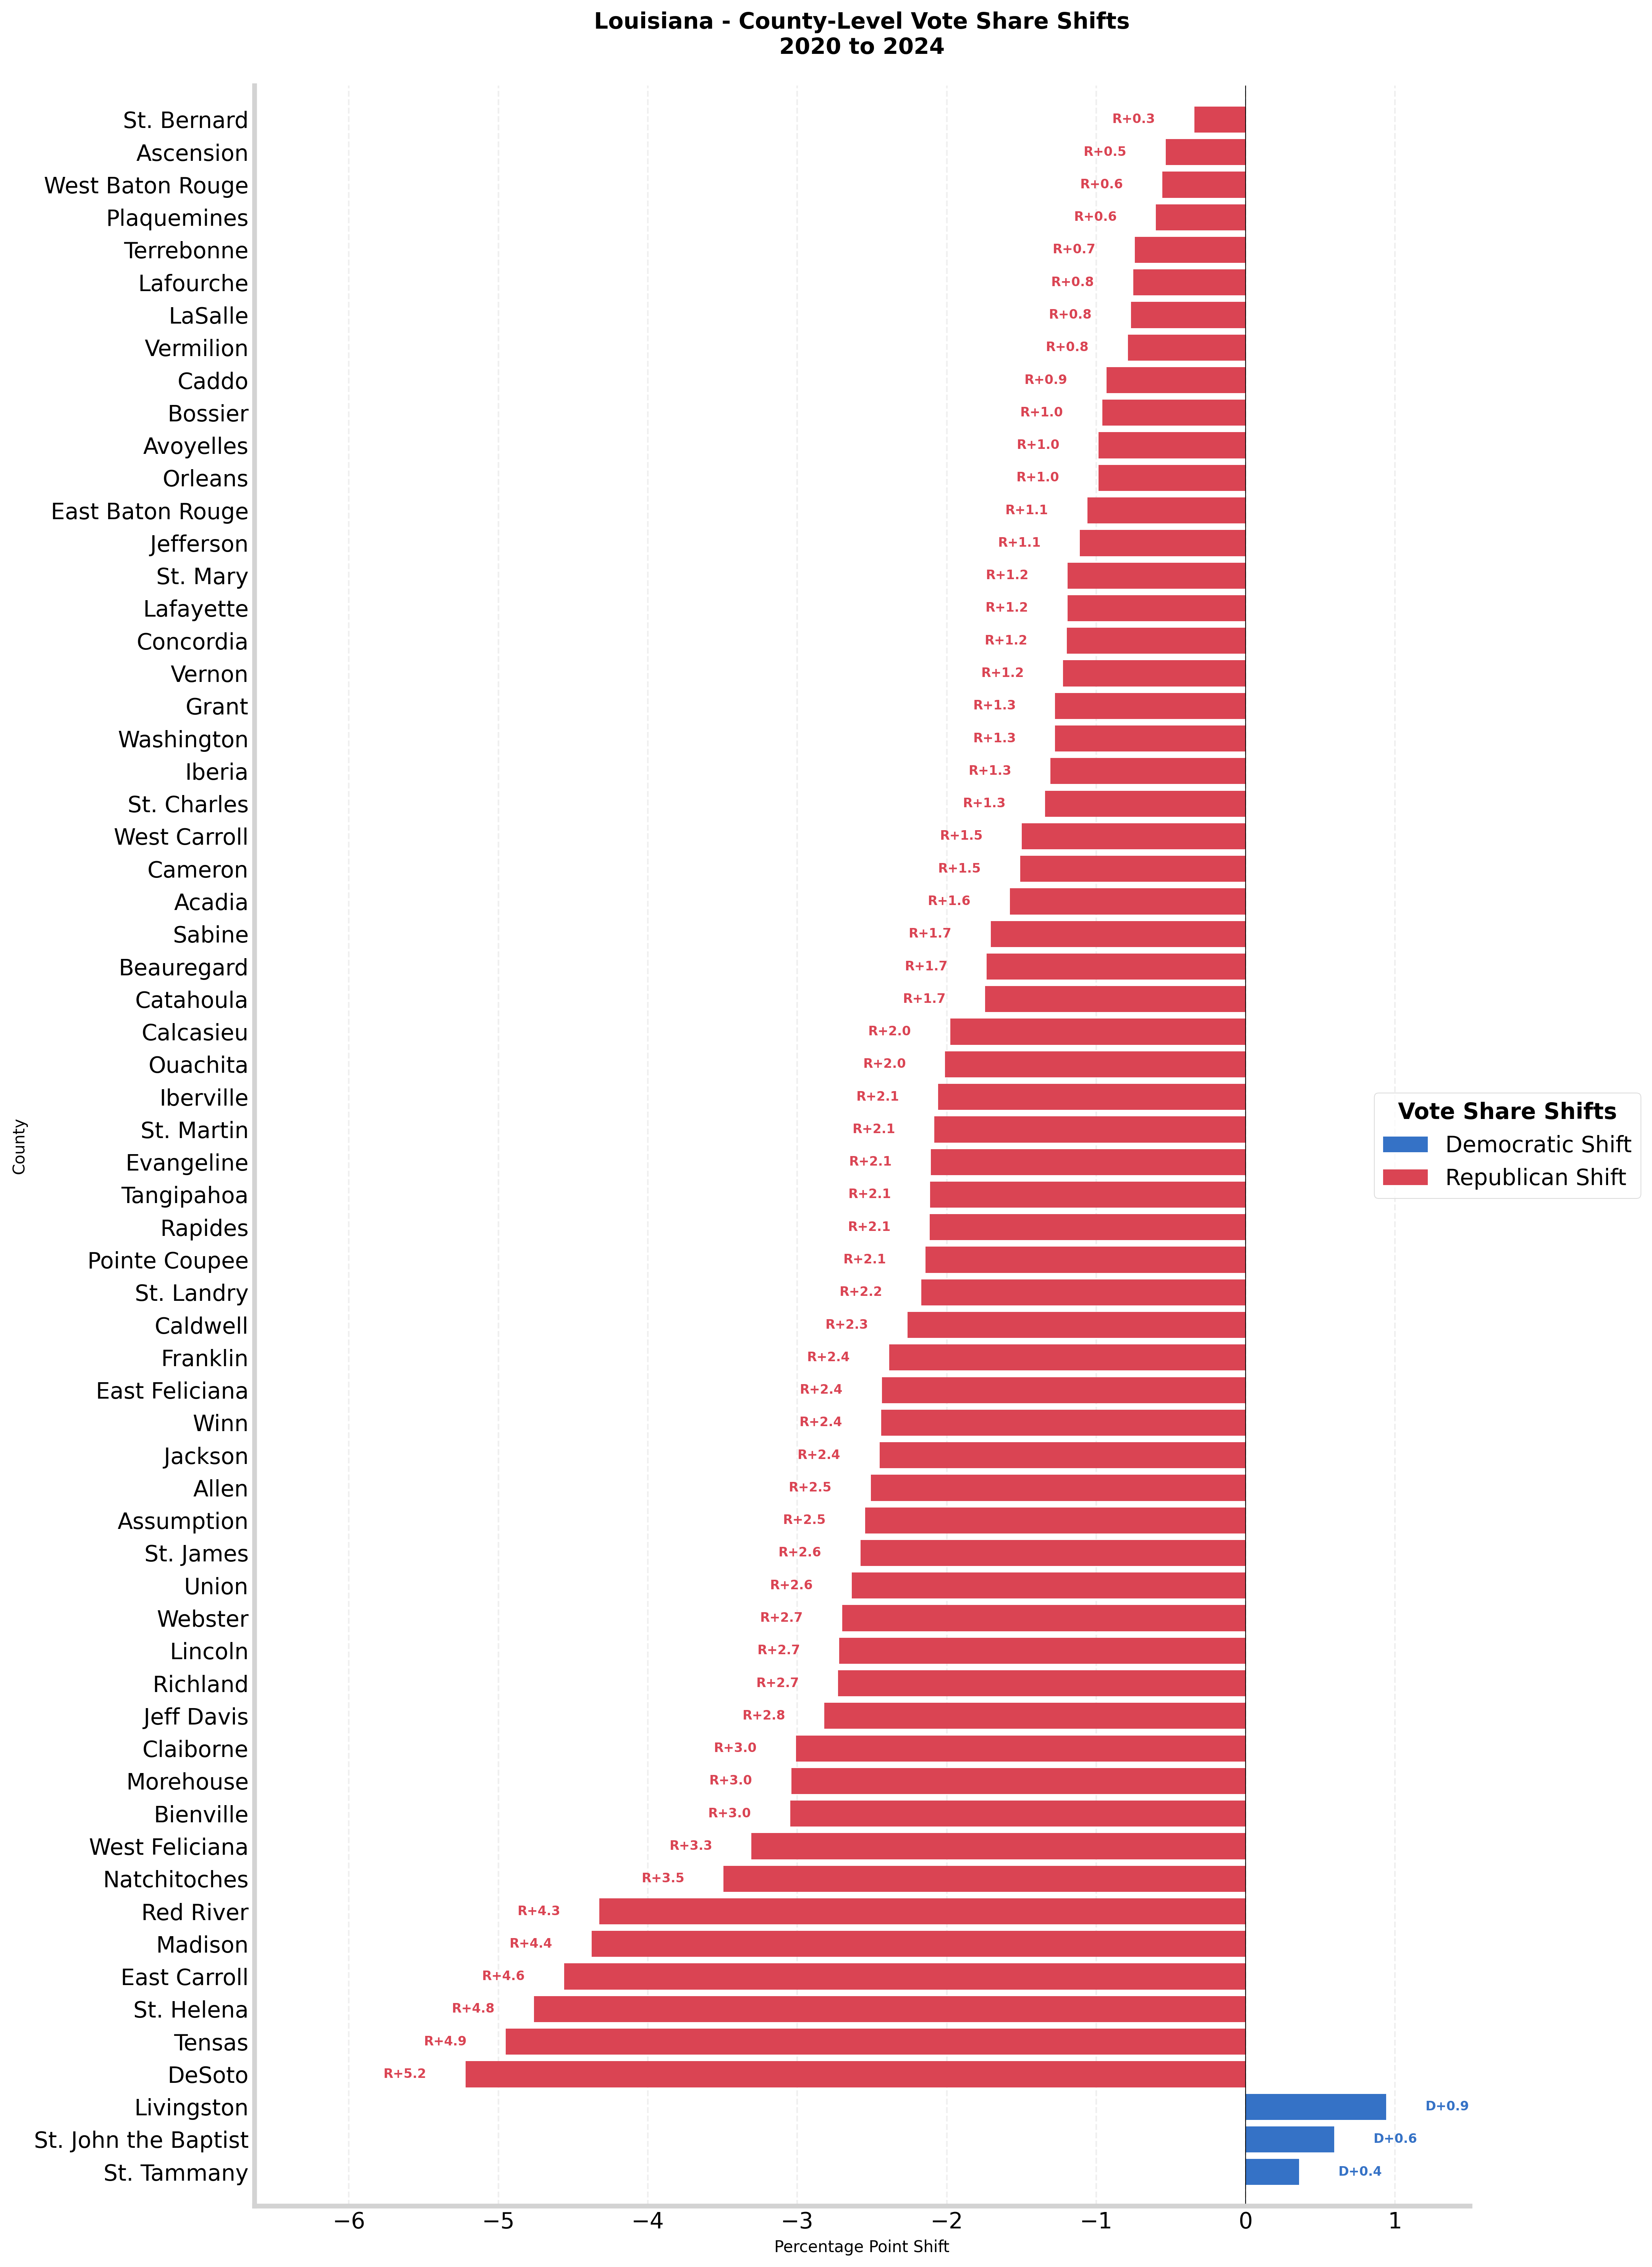 Louisiana - County-Level Vote Share Shifts
2020 to 2024
St. Bernard R+0.3
Ascension R+0.5
West Baton Rouge R+0.6
Plaquemines R+0.6
Terrebonne R+0.7
Lafourche R+0.8
LaSalle R+0.8
Vermilion R+0.8
Caddo R+0.9
Bossier R+1.0
Avoyelles R+1.0
Orleans R+1.0
East Baton Rouge R+1.1
Jefferson R+1.1
St. Mary R+1.2
Lafayette R+1.2
Concordia R+1.2
Vernon R+1.2
Grant R+1.3
Washington R+1.3
Iberia R+1.3
St. Charles R+1.3
West Carroll R+1.5
Cameron R+1.5
Acadia R+1.6
Sabine R+1.7
Beauregard R+1.7
Catahoula R+1.7
Calcasieu R+2.0
Ouachita R+2.0
Iberville R+2.1
St. Martin R+2.1
Evangeline R+2.1
Tangipahoa R+2.1
Rapides R+2.1
Pointe Coupee R+2.1
St. Landry R+2.2
Caldwell R+2.3
Franklin R+2.4
East Feliciana R+2.4
Winn R+2.4
Jackson R+2.4
Allen R+2.5
Assumption R+2.5
St. James R+2.6
Union R+2.6
Webster R+2.7
Lincoln R+2.7
Richland R+2.7
Jeff Davis R+2.8
Claiborne R+3.0
Morehouse R+3.0
Bienville R+3.0
West Feliciana R+3.3
Natchitoches R+3.5
Red River R+4.3
Madison R+4.4
East Carroll R+4.6
St. Helena R+4.8
Tensas R+4.9
DeSoto R+5.2
Livingston D+0.9
St. John the Baptist D+0.6
St. Tammany D+0.4
−6 −5 −4 −3 −2 −1 0 1
Percentage Point Shift
County
Vote Share Shifts
Democratic Shift
Republican Shift